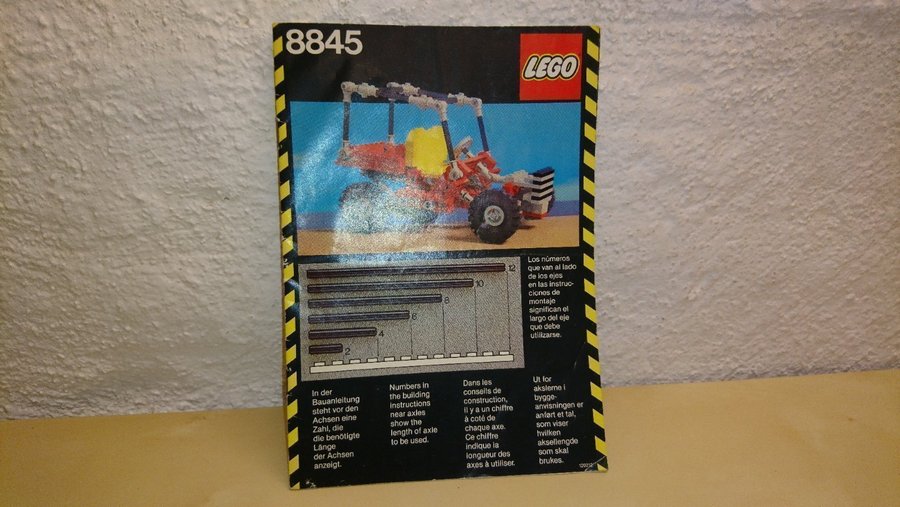 8845
LEGO
12
10
8
6
4
2
Los números
que van al lado
de los ejes
en las instruc-
ciones de
montaje
significan el
largo del eje
que debe
utilizarse.
In der
Bauanleitung
steht vor den
Achsen eine
Zahl, die
die benötigte
Länge
der Achsen
anzeigt.
Numbers in
the building
instructions
near axles
show the
length of axle
to be used.
Dans les
conseils de
construction,
il y a un chiffre
à coté de
chaque axe.
Ce chiffre
indique la
longueur des
axes à utiliser.
Ut for
akslerne i
bygge-
anvisningen er
anført et tal,
som viser
hvilken
aksellengde
som skal
brukes.